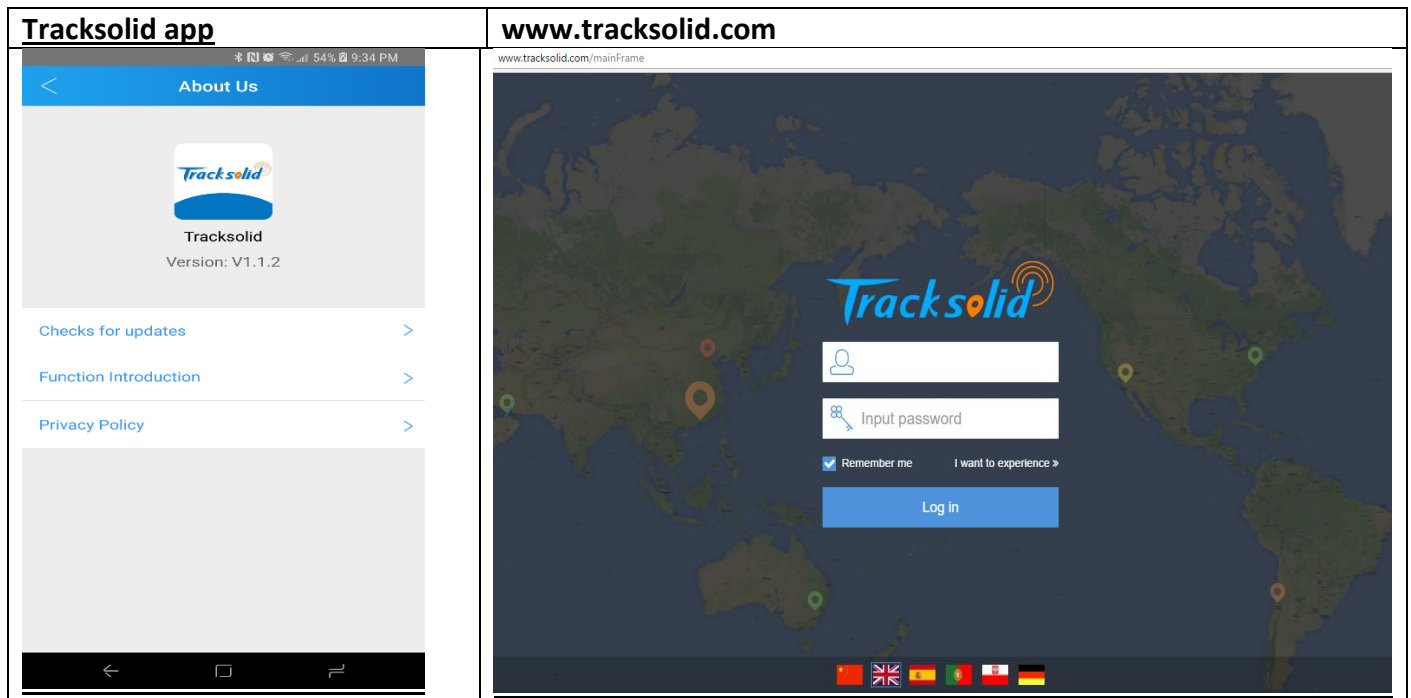 Tracksolid app
www.tracksolid.com
54% 9:34 PM
About Us
Tracksolid
Tracksolid
Version: V1.1.2
Checks for updates >
Function Introduction >
Privacy Policy >
www.tracksolid.com/mainFrame
Tracksolid
Input password
Remember me I want to experience »
Log in